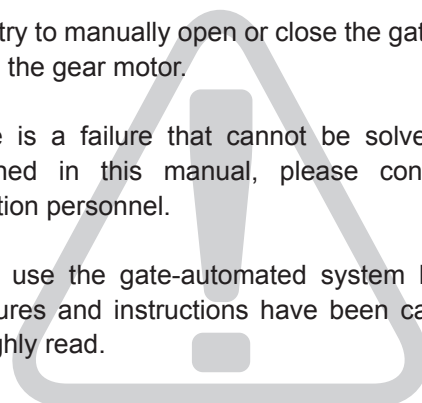 try to manually open or close the gat
the gear motor.
is a failure that cannot be solve
ned in this manual, please con
tion personnel.
use the gate-automated system
ures and instructions have been ca
ghly read.